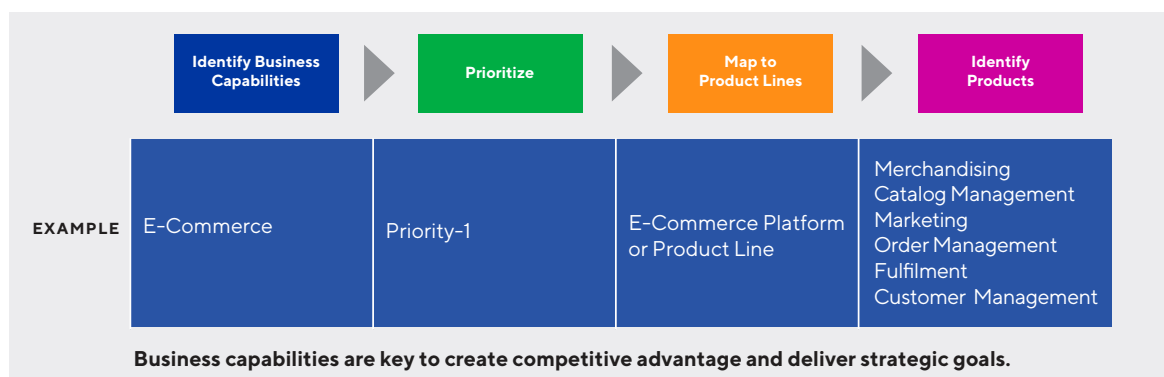 Identify Business
Capabilities
Prioritize
Map to
Product Lines
Identify
Products
EXAMPLE
E-Commerce
Priority-1
E-Commerce Platform
or Product Line
Merchandising
Catalog Management
Marketing
Order Management
Fulfilment
Customer Management
Business capabilities are key to create competitive advantage and deliver strategic goals.